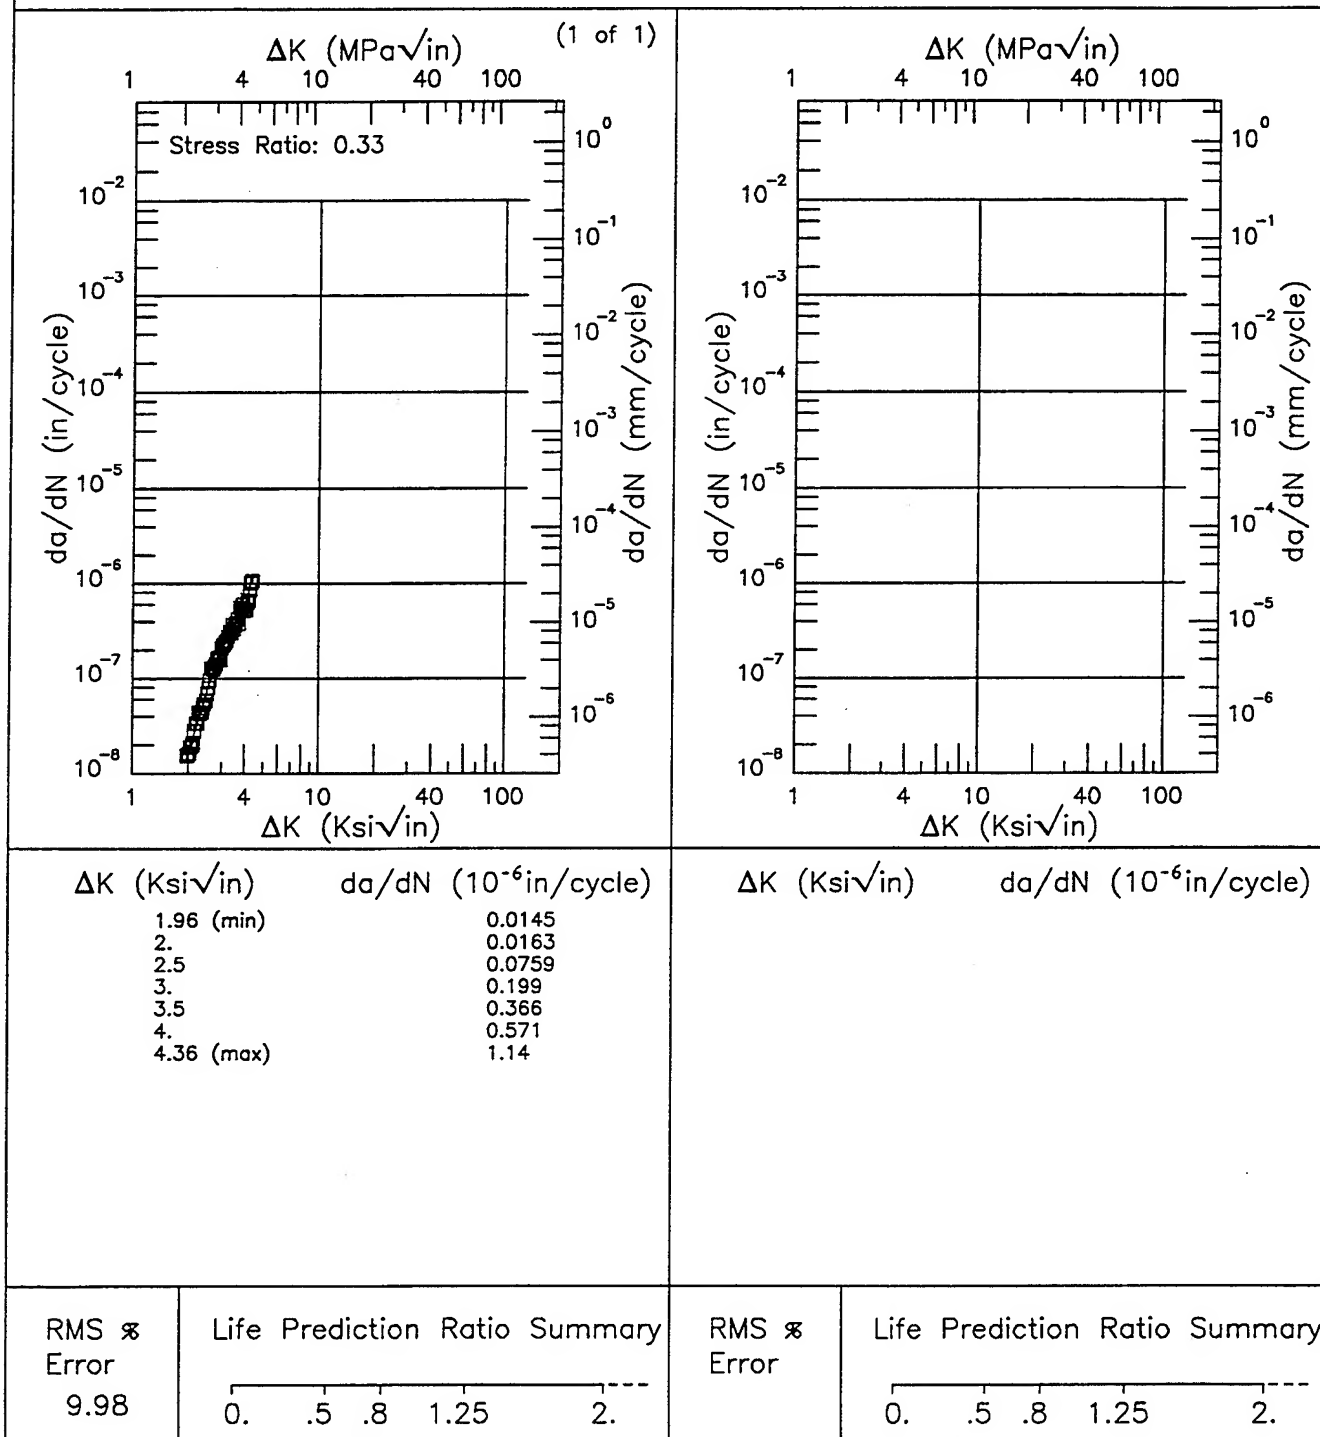 (1 of 1)
ΔK (MPa√in)
1 4 10 40 100
Stress Ratio: 0.33
da/dN (in/cycle)
10⁻²
10⁻³
10⁻⁴
10⁻⁵
10⁻⁶
10⁻⁷
10⁻⁸
10⁰
10⁻¹
10⁻²
10⁻³
10⁻⁴
10⁻⁵
10⁻⁶
da/dN (mm/cycle)
1 4 10 40 100
ΔK (Ksi√in)
ΔK (MPa√in)
1 4 10 40 100
da/dN (in/cycle)
10⁻²
10⁻³
10⁻⁴
10⁻⁵
10⁻⁶
10⁻⁷
10⁻⁸
10⁰
10⁻¹
10⁻²
10⁻³
10⁻⁴
10⁻⁵
10⁻⁶
da/dN (mm/cycle)
1 4 10 40 100
ΔK (Ksi√in)
ΔK (Ksi√in) da/dN (10⁻⁶in/cycle)
1.96 (min) 0.0145
2. 0.0163
2.5 0.0759
3. 0.199
3.5 0.366
4. 0.571
4.36 (max) 1.14
ΔK (Ksi√in) da/dN (10⁻⁶in/cycle)
RMS %
Error
9.98
Life Prediction Ratio Summary
0. .5 .8 1.25 2.
RMS %
Error
Life Prediction Ratio Summary
0. .5 .8 1.25 2.